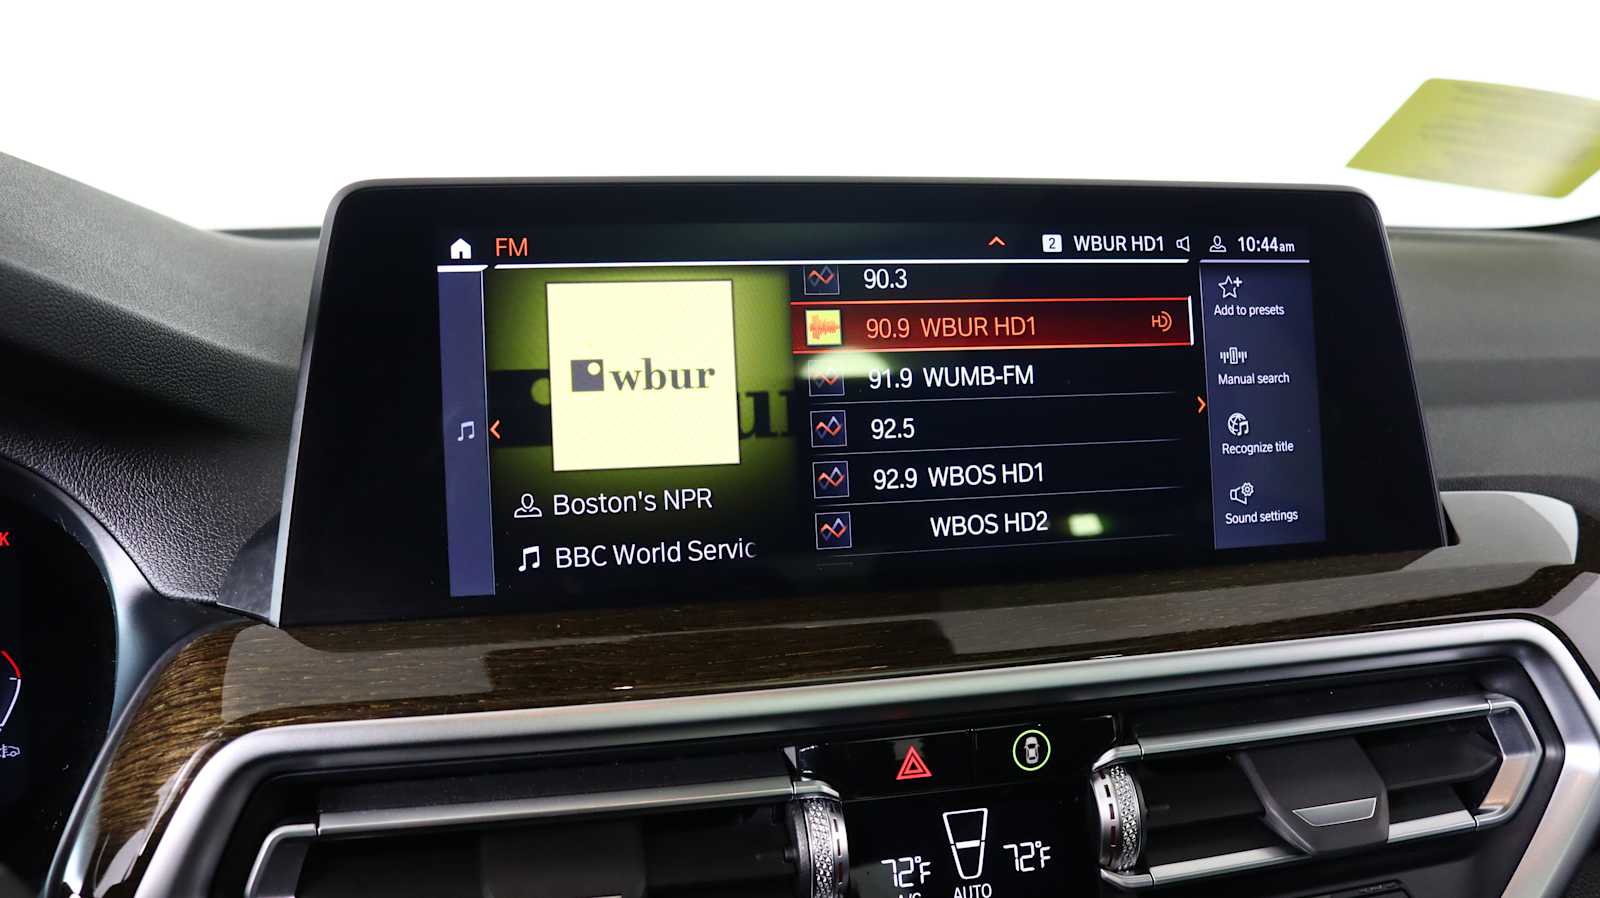 FM
2 WBUR HD1
10:44am
wbur
Boston's NPR
BBC World Servic
90.3
90.9 WBUR HD1
HD
91.9 WUMB-FM
92.5
92.9 WBOS HD1
WBOS HD2
Add to presets
Manual search
Recognize title
Sound settings
K
72°F
72°F
A/C
AUTO